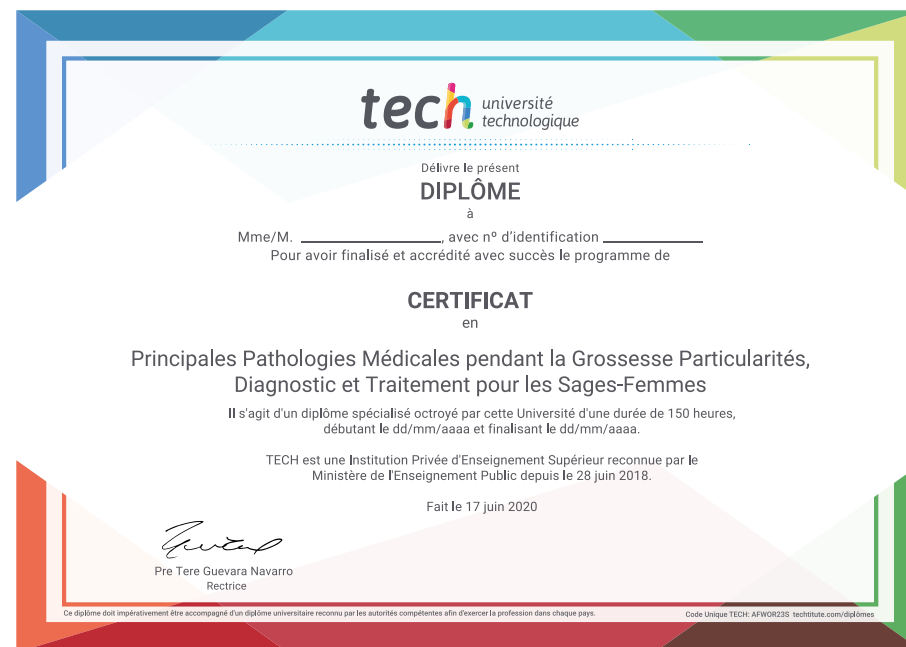 tech université
technologique
Délivre le présent
DIPLÔME
à
Mme/M. ____________________, avec nº d'identification ______________
Pour avoir finalisé et accrédité avec succès le programme de
CERTIFICAT
en
Principales Pathologies Médicales pendant la Grossesse Particularités,
Diagnostic et Traitement pour les Sages-Femmes
Il s'agit d'un diplôme spécialisé octroyé par cette Université d'une durée de 150 heures,
débutant le dd/mm/aaaa et finalisant le dd/mm/aaaa.
TECH est une Institution Privée d'Enseignement Supérieur reconnue par le
Ministère de l'Enseignement Public depuis le 28 juin 2018.
Fait le 17 juin 2020
Pre Tere Guevara Navarro
Rectrice
Ce diplôme doit impérativement être accompagné d'un diplôme universitaire reconnu par les autorités compétentes afin d'exercer la profession dans chaque pays.
Code Unique TECH: AFWOR23S techtitute.com/diplômes